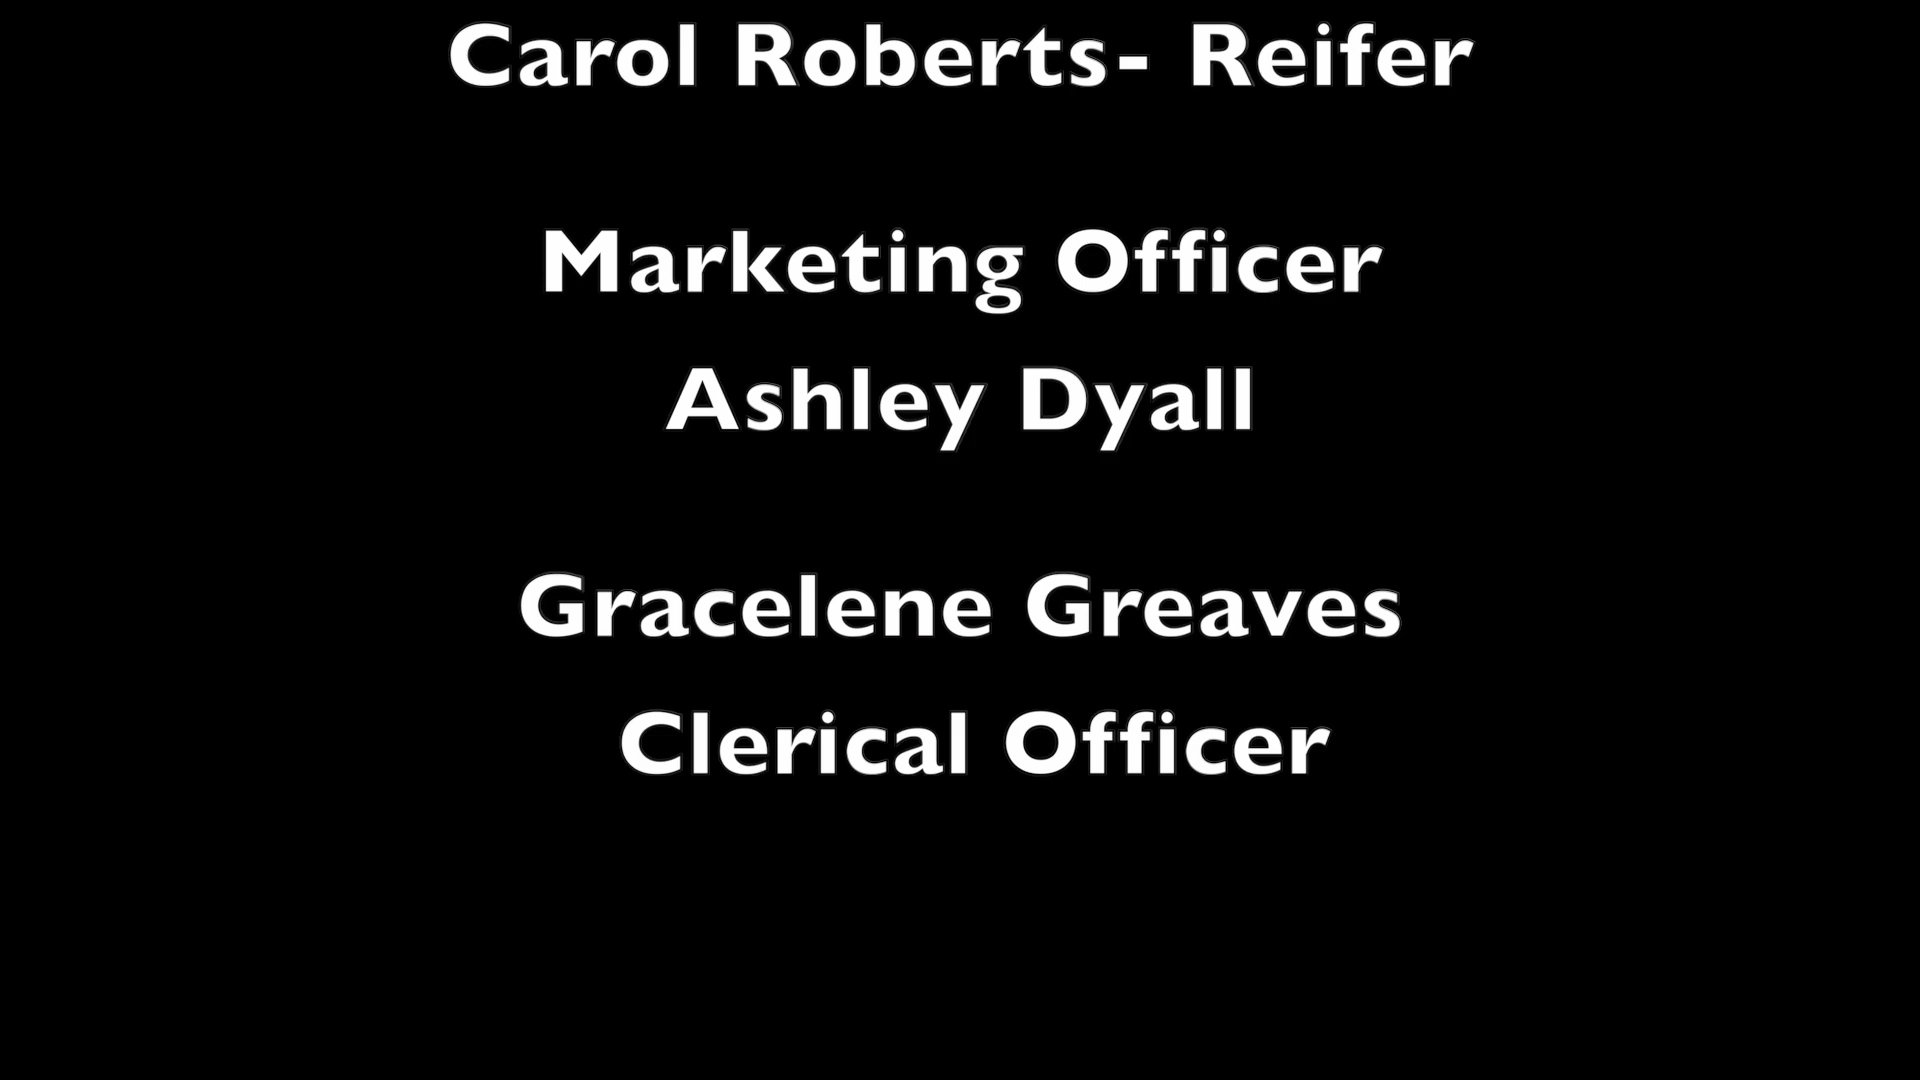 Carol Roberts- Reifer
Marketing Officer
Ashley Dyall
Gracelene Greaves
Clerical Officer